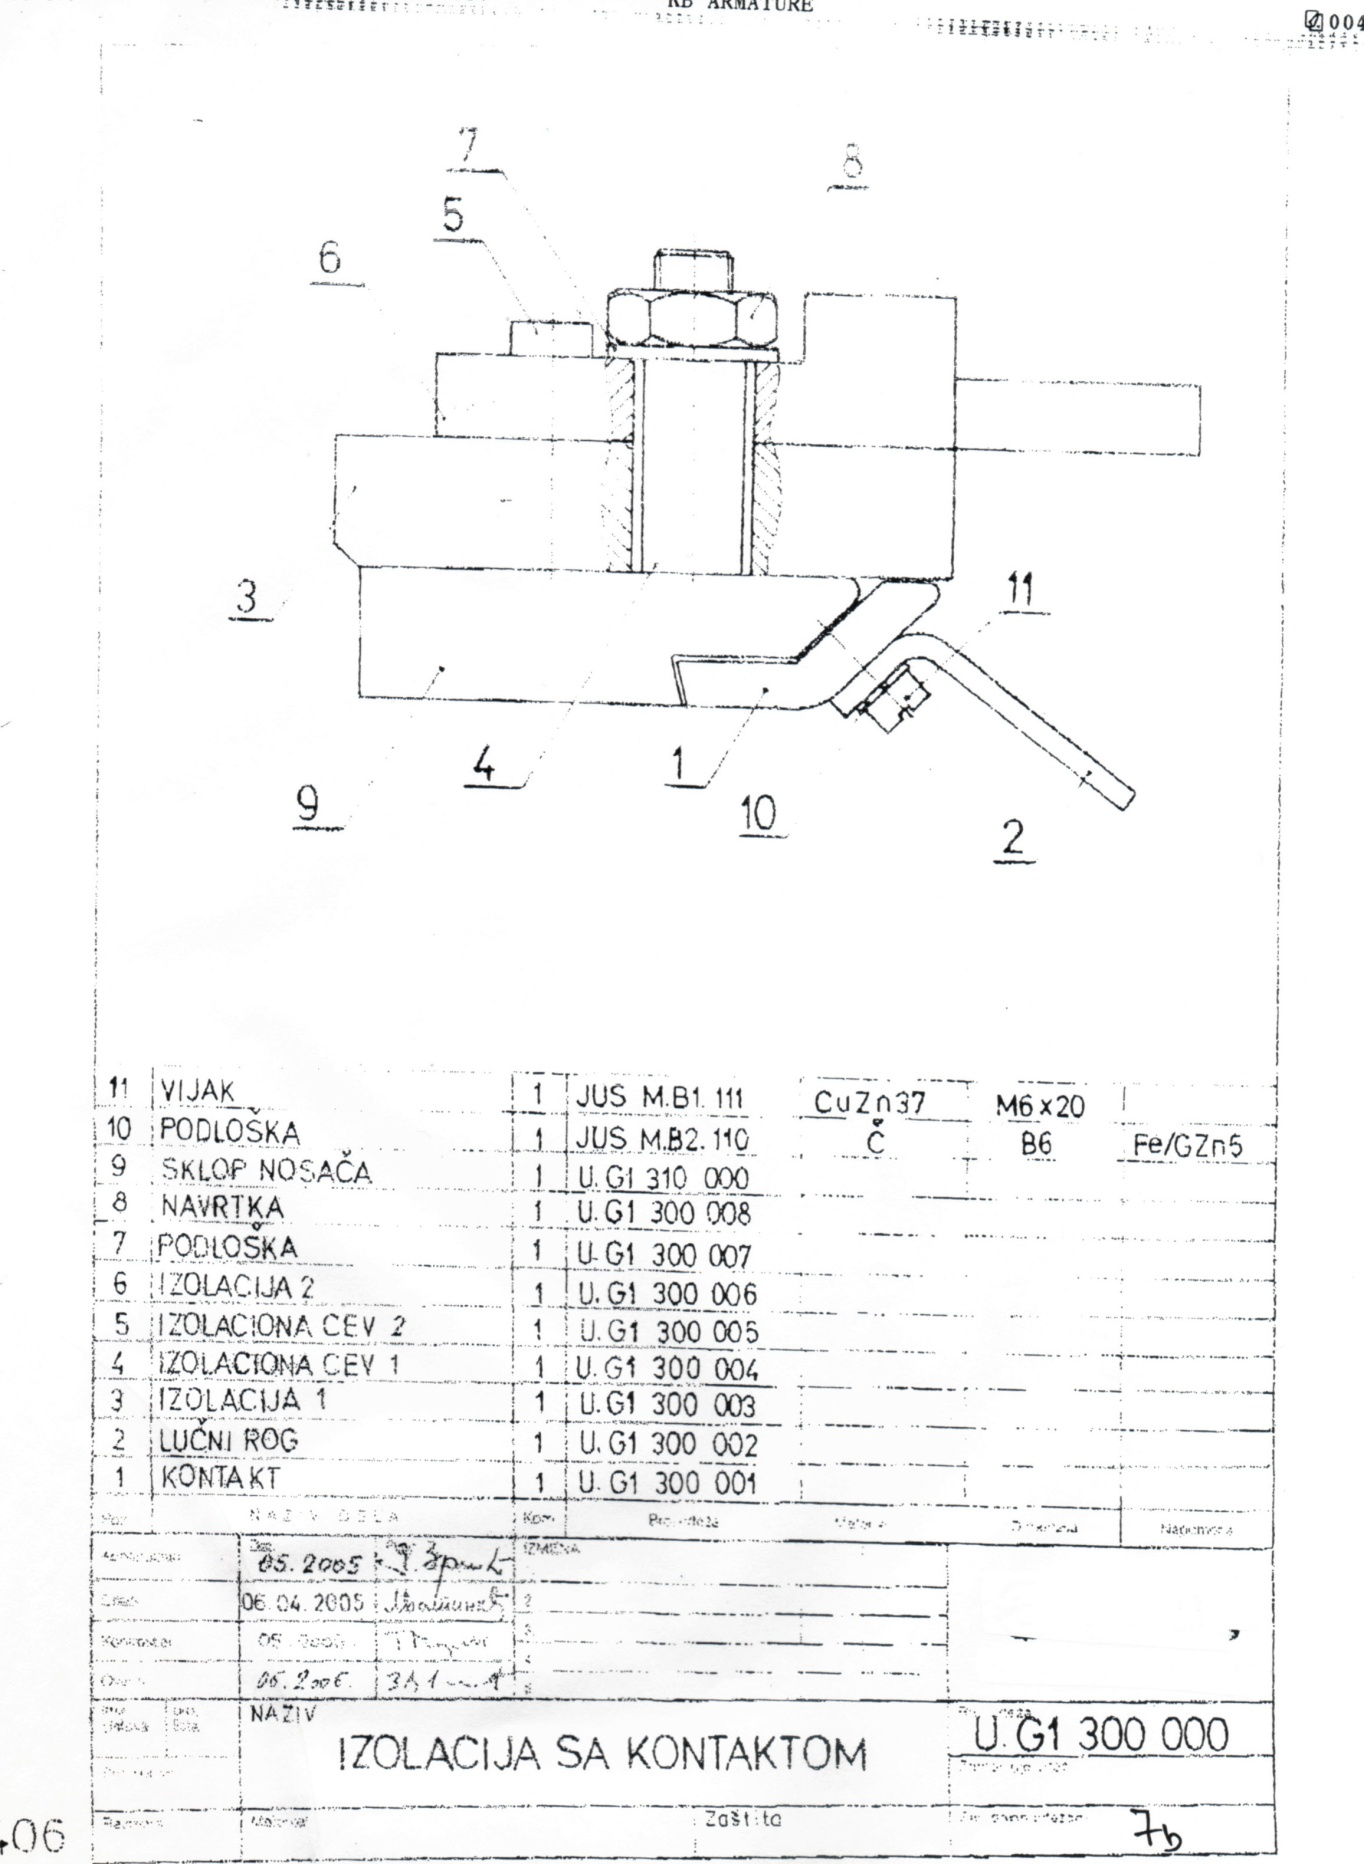 RB ARMATURE
004
7
8
5
6
3
11
4
1
9
10
2
11 VIJAK 1 JUS M.B1. 111 CuZn37 M6x20
10 PODLOŠKA 1 JUS M.B2. 110 Č B6 Fe/GZn5
9 SKLOP NOSAČA 1 U. G1 310 000
8 NAVRTKA 1 U. G1 300 008
7 PODLOŠKA 1 U. G1 300 007
6 IZOLACIJA 2 1 U. G1 300 006
5 IZOLACIONA CEV 2 1 U. G1 300 005
4 IZOLACIONA CEV 1 1 U. G1 300 004
3 IZOLACIJA 1 1 U. G1 300 003
2 LUČNI ROG 1 U. G1 300 002
1 KONTAKT 1 U. G1 300 001
NAZIV DELA Kom
IZMENA
05.2005
06.04.2005
NAZIV
IZOLACIJA SA KONTAKTOM
U. G1 300 000
Zaštita
7b
06